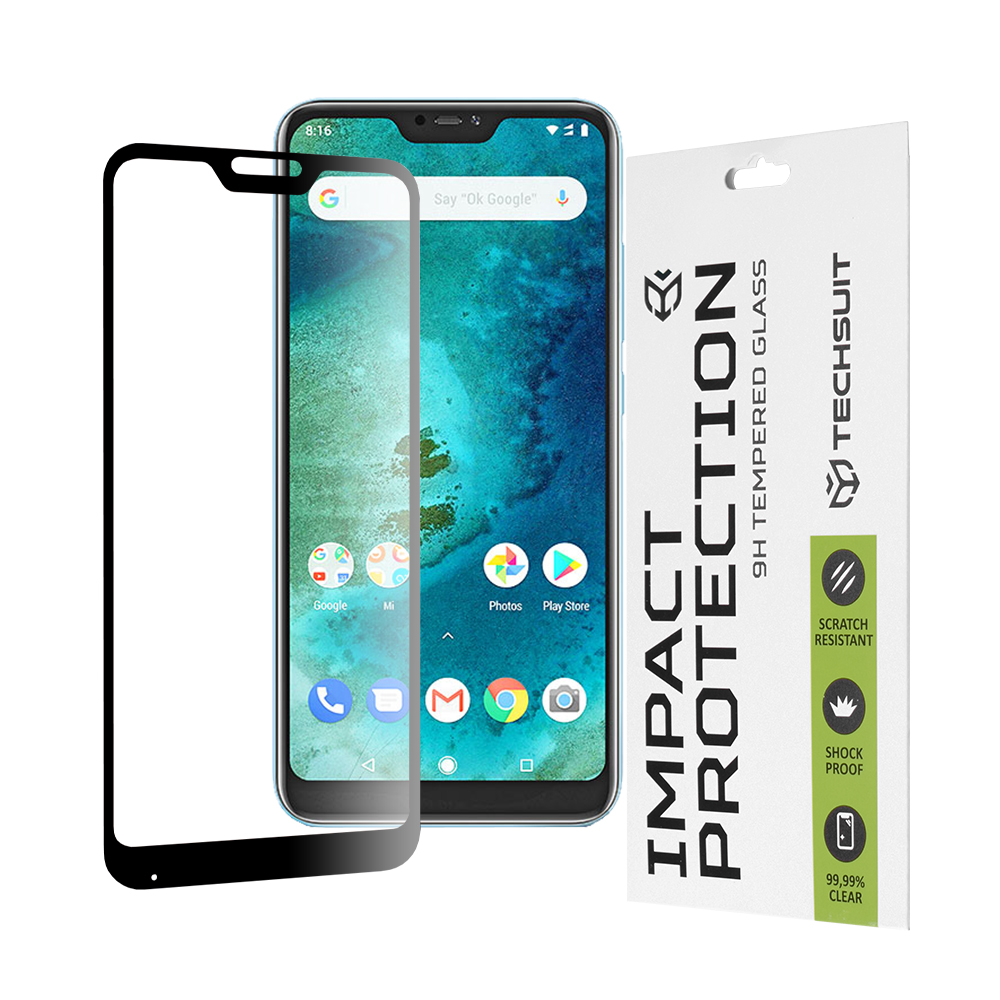 8:16
Say "Ok Google"
Google
Mi
Photos
Play Store
IMPACT
PROTECTION
9H TEMPERED GLASS
TECHSUIT
SCRATCH
RESISTANT
SHOCK
PROOF
99,99%
CLEAR